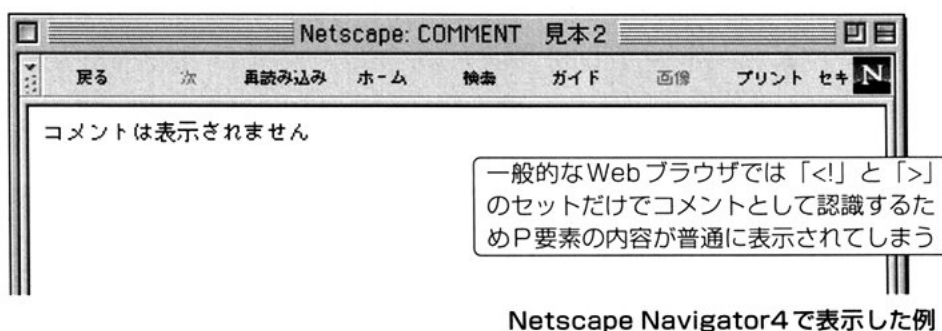 Netscape: COMMENT 見本2
戻る 次 再読み込み ホーム 検索 ガイド 画像 プリント セキ N
コメントは表示されません
一般的なWebブラウザでは「<!」と「>」
のセットだけでコメントとして認識するた
めP要素の内容が普通に表示されてしまう
Netscape Navigator4で表示した例